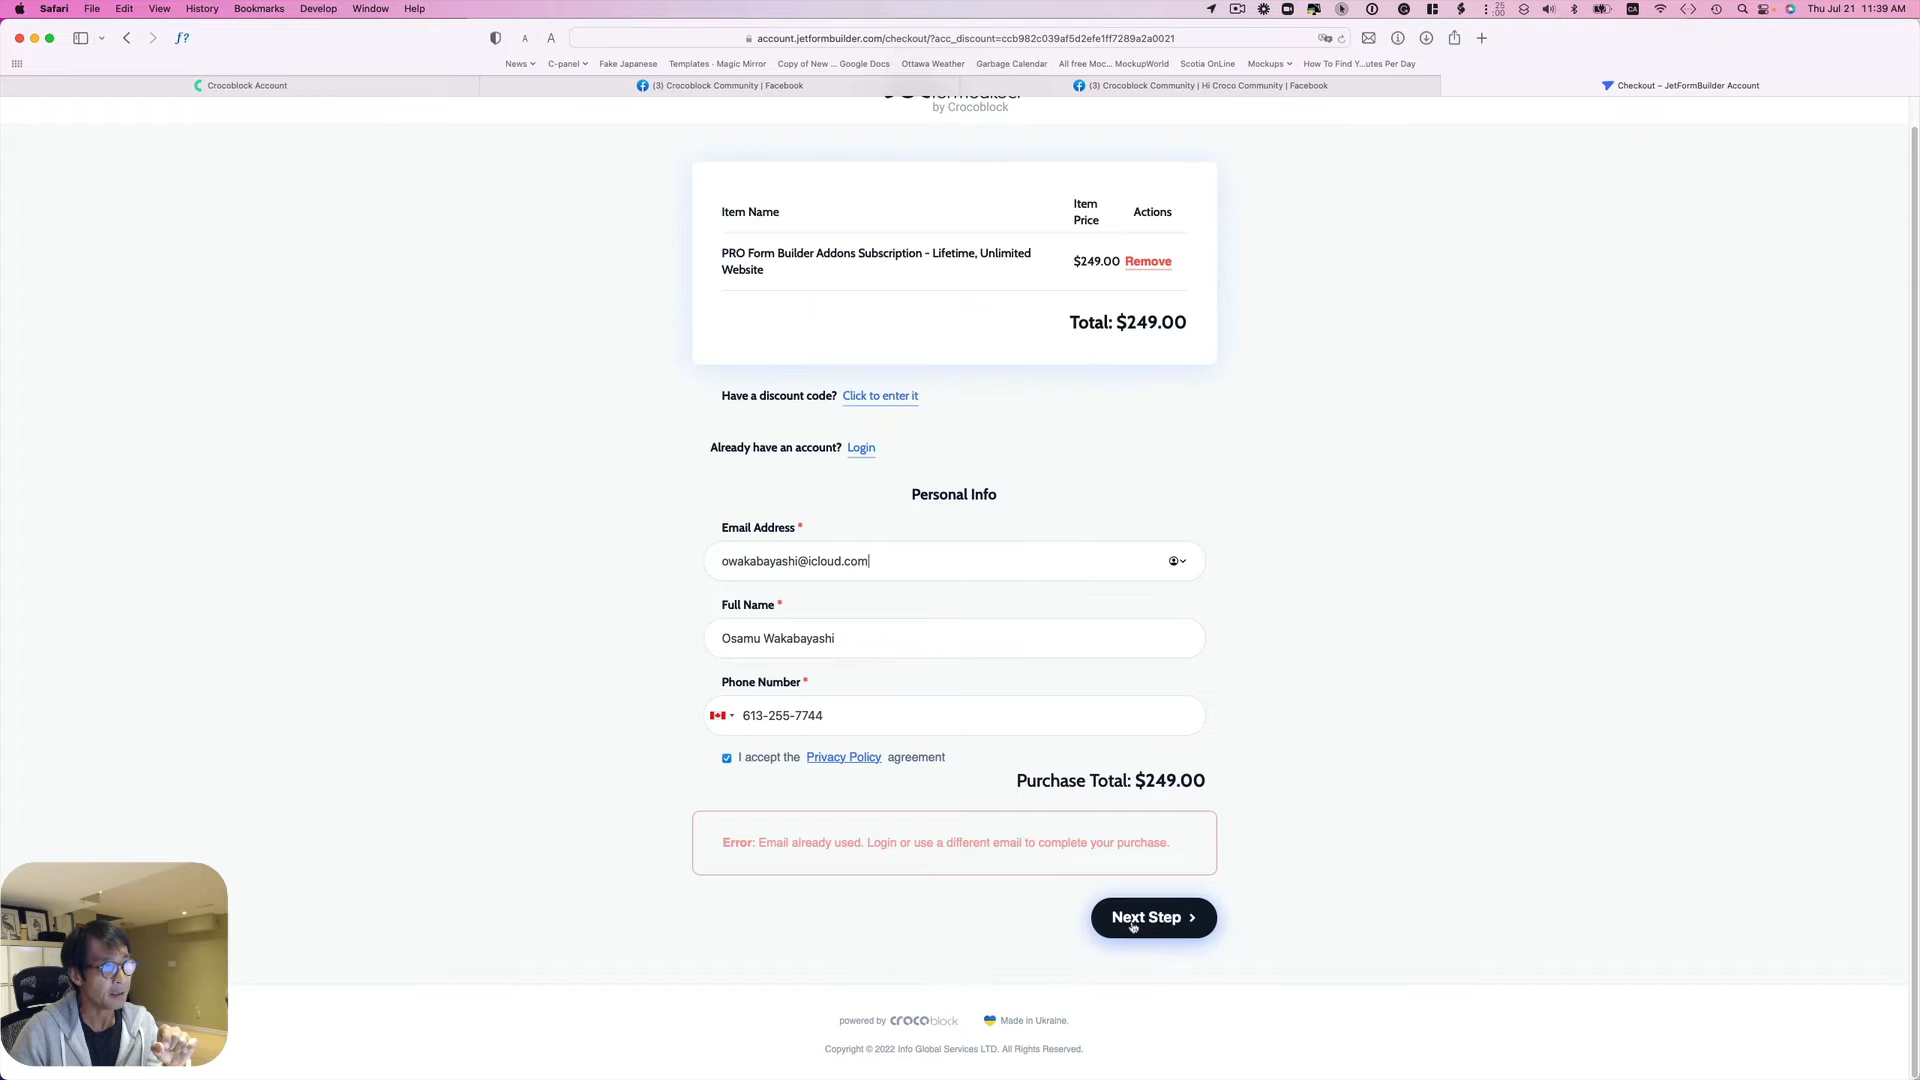 Safari File Edit View History Bookmarks Develop Window Help 25:00 CA Thu Jul 21 11:39 AM
ƒ? A A account.jetformbuilder.com/checkout/?acc_discount=ccb982c039af5d2efe1ff7289a2a0021
News C-panel Fake Japanese Templates - Magic Mirror Copy of New ... Google Docs Ottawa Weather Garbage Calendar All free Moc... MockupWorld Scotia OnLine Mockups How To Find Y...utes Per Day
Crocoblock Account (3) Crocoblock Community | Facebook (3) Crocoblock Community | Hi Croco Community | Facebook Checkout – JetFormBuilder Account
by Crocoblock
Item Name Item Price Actions
PRO Form Builder Addons Subscription - Lifetime, Unlimited
Website
$249.00 Remove
Total: $249.00
Have a discount code? Click to enter it
Already have an account? Login
Personal Info
Email Address *
owakabayashi@icloud.com
Full Name *
Osamu Wakabayashi
Phone Number *
613-255-7744
I accept the Privacy Policy agreement
Purchase Total: $249.00
Error: Email already used. Login or use a different email to complete your purchase.
Next Step >
powered by crocoblock Made in Ukraine.
Copyright © 2022 Info Global Services LTD. All Rights Reserved.